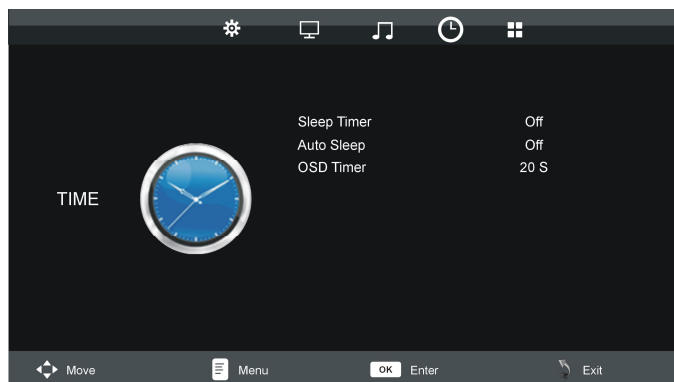 Sleep Timer Off
Auto Sleep Off
OSD Timer 20 S
TIME
Move Menu OK Enter Exit